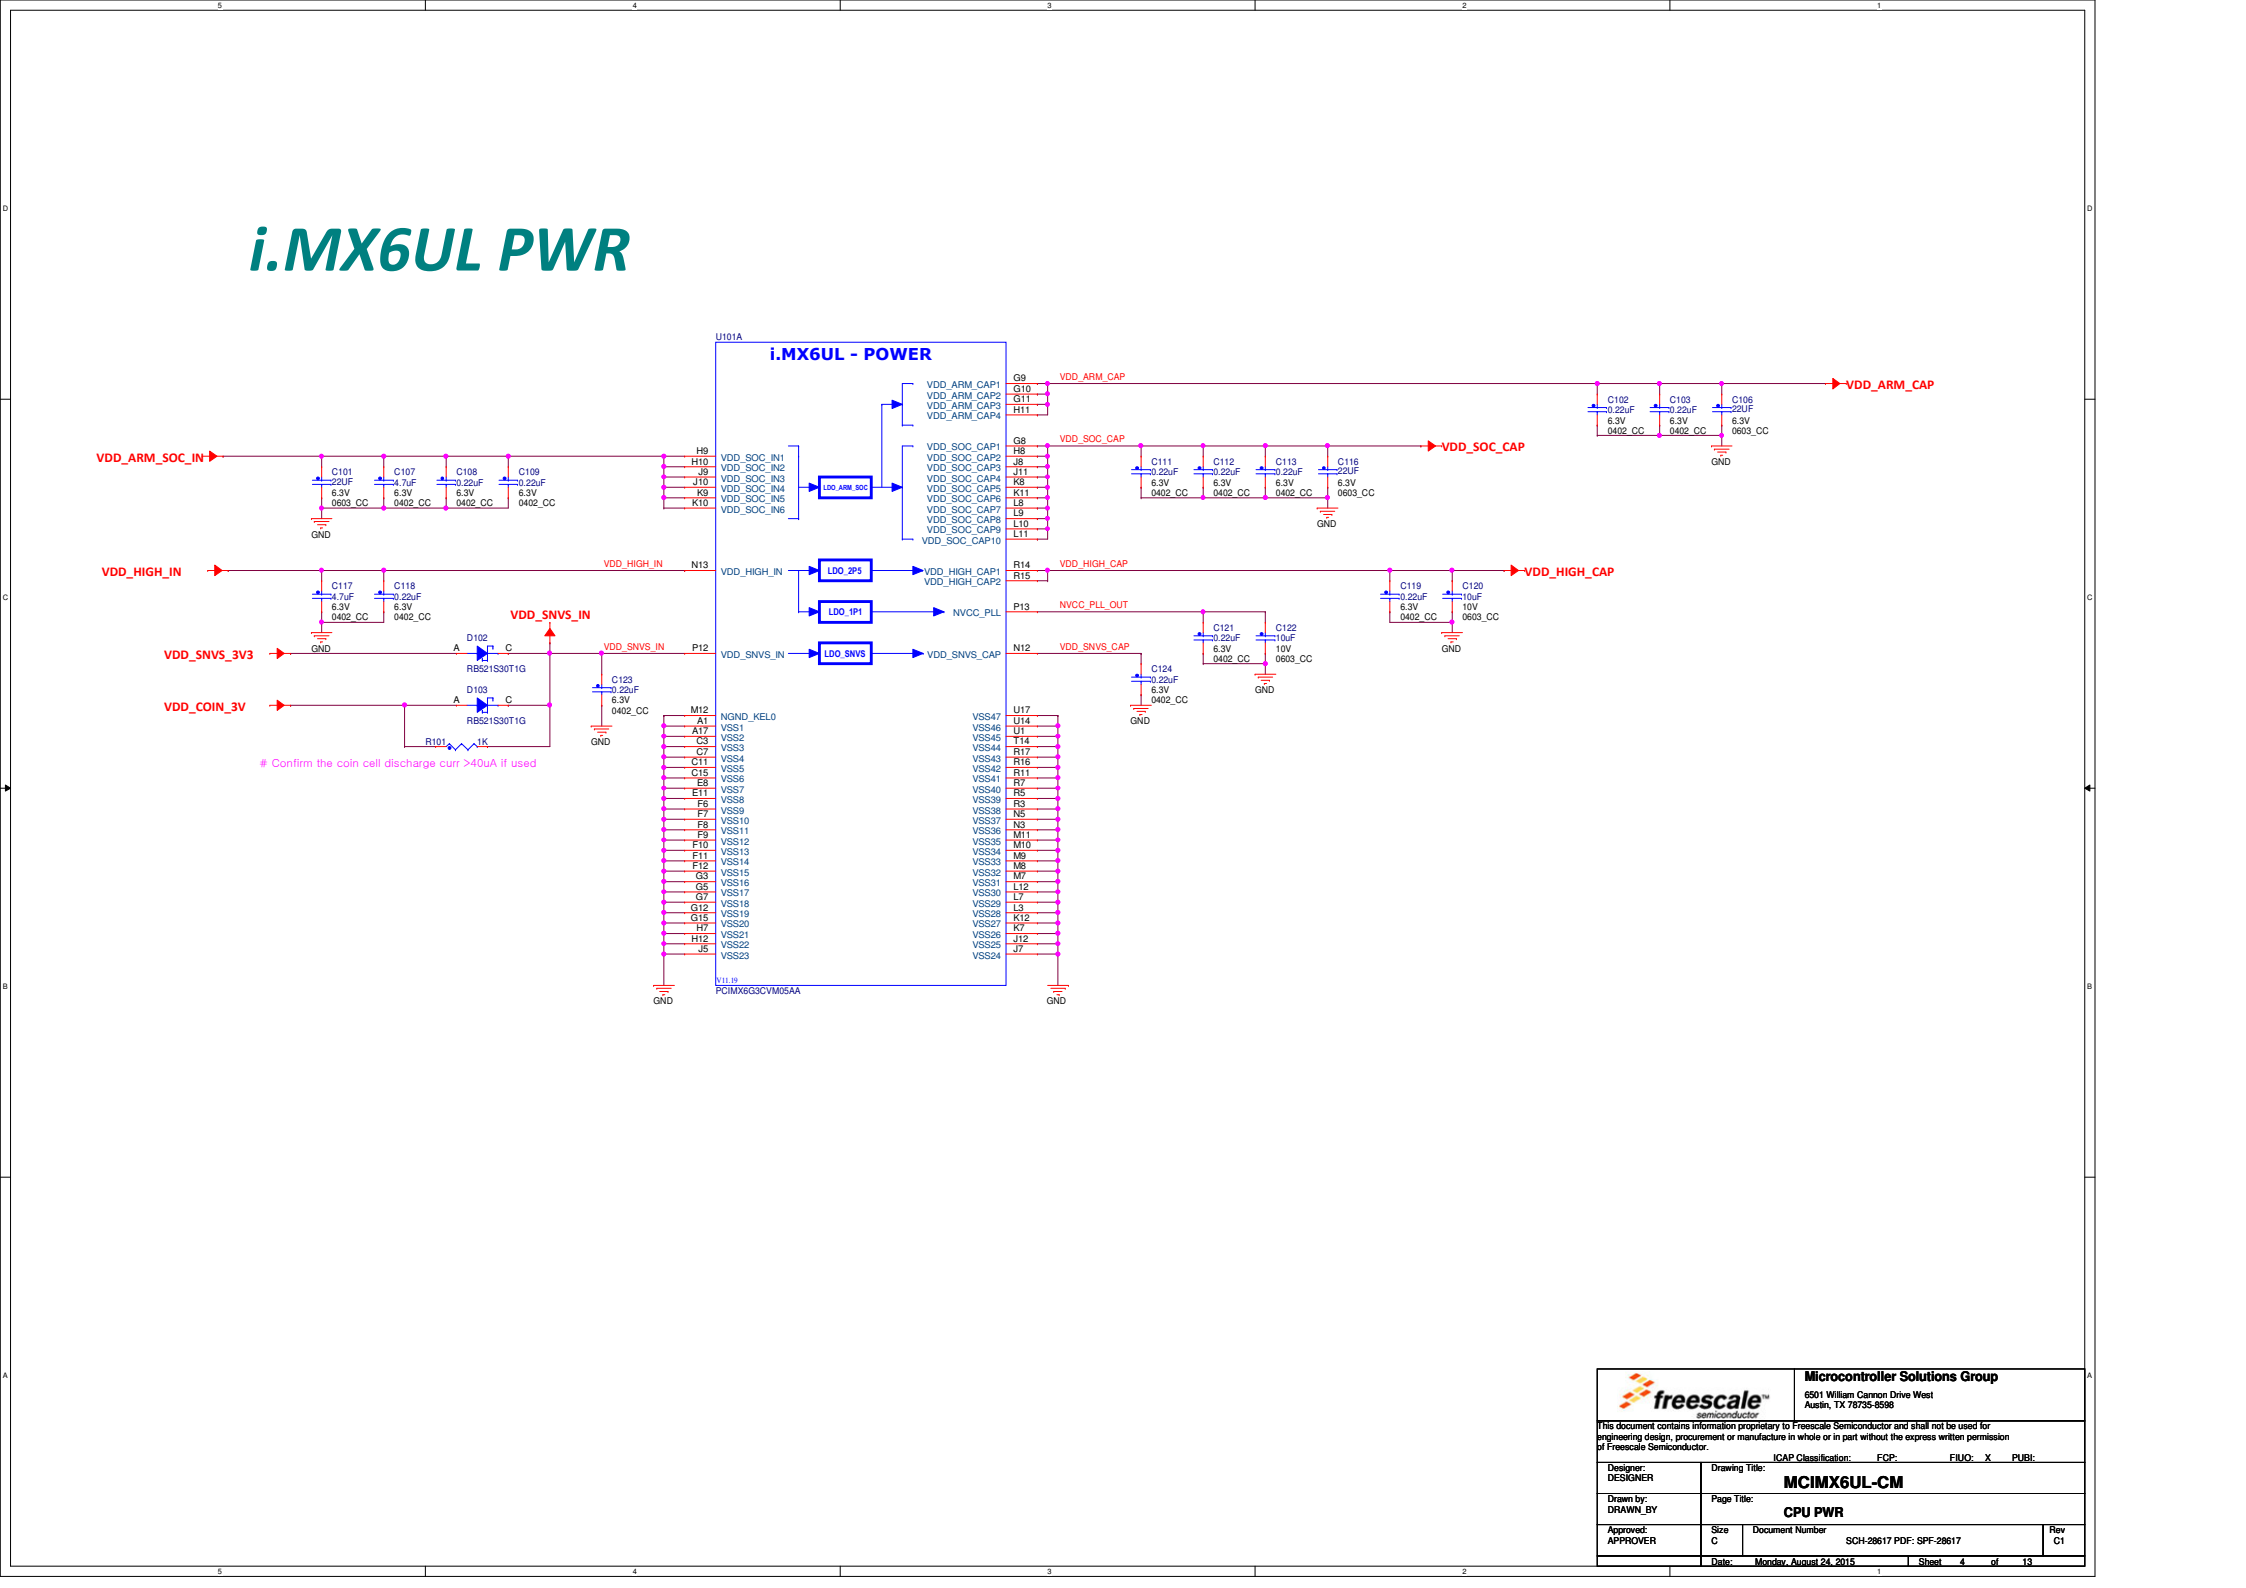 5 4 3 2 1
D D
C C
B B
A A
i.MX6UL PWR
U101A
i.MX6UL - POWER
VDD_ARM_SOC_IN
C101
22UF
6.3V
0603_CC
C107
4.7uF
6.3V
0402_CC
C108
0.22uF
6.3V
0402_CC
C109
0.22uF
6.3V
0402_CC
GND
H9 VDD_SOC_IN1
H10 VDD_SOC_IN2
J9 VDD_SOC_IN3
J10 VDD_SOC_IN4
K9 VDD_SOC_IN5
K10 VDD_SOC_IN6
LDO_ARM_SOC
VDD_ARM_CAP1 G9
VDD_ARM_CAP2 G10
VDD_ARM_CAP3 G11
VDD_ARM_CAP4 H11
VDD_ARM_CAP
C102
0.22uF
6.3V
0402_CC
C103
0.22uF
6.3V
0402_CC
C106
22UF
6.3V
0603_CC
GND
VDD_ARM_CAP
VDD_SOC_CAP1 G8
VDD_SOC_CAP2 H8
VDD_SOC_CAP3 J8
VDD_SOC_CAP4 J11
VDD_SOC_CAP5 K8
VDD_SOC_CAP6 K11
VDD_SOC_CAP7 L8
VDD_SOC_CAP8 L9
VDD_SOC_CAP9 L10
VDD_SOC_CAP10 L11
VDD_SOC_CAP
C111
0.22uF
6.3V
0402_CC
C112
0.22uF
6.3V
0402_CC
C113
0.22uF
6.3V
0402_CC
C116
22UF
6.3V
0603_CC
GND
VDD_SOC_CAP
VDD_HIGH_IN
VDD_HIGH_IN
N13 VDD_HIGH_IN
C117
4.7uF
6.3V
0402_CC
C118
0.22uF
6.3V
0402_CC
GND
LDO_2P5
LDO_1P1
VDD_HIGH_CAP1 R14
VDD_HIGH_CAP2 R15
VDD_HIGH_CAP
C119
0.22uF
6.3V
0402_CC
C120
10uF
10V
0603_CC
GND
VDD_HIGH_CAP
NVCC_PLL P13
NVCC_PLL_OUT
C121
0.22uF
6.3V
0402_CC
C122
10uF
10V
0603_CC
GND
VDD_SNVS_IN
VDD_SNVS_3V3
D102
A C
RB521S30T1G
VDD_SNVS_IN
P12 VDD_SNVS_IN
LDO_SNVS
VDD_SNVS_CAP N12
VDD_SNVS_CAP
C124
0.22uF
6.3V
0402_CC
GND
VDD_COIN_3V
D103
A C
RB521S30T1G
C123
0.22uF
6.3V
0402_CC
GND
R101 1K
# Confirm the coin cell discharge curr >40uA if used
M12 NGND_KEL0
A1 VSS1
A17 VSS2
C3 VSS3
C7 VSS4
C11 VSS5
C15 VSS6
E8 VSS7
E11 VSS8
F6 VSS9
F7 VSS10
F8 VSS11
F9 VSS12
F10 VSS13
F11 VSS14
F12 VSS15
G3 VSS16
G5 VSS17
G7 VSS18
G12 VSS19
G15 VSS20
H7 VSS21
H12 VSS22
J5 VSS23
GND
VSS47 U17
VSS46 U14
VSS45 U1
VSS44 T14
VSS43 R17
VSS42 R16
VSS41 R11
VSS40 R7
VSS39 R5
VSS38 R3
VSS37 N5
VSS36 N3
VSS35 M11
VSS34 M10
VSS33 M9
VSS32 M8
VSS31 M7
VSS30 L12
VSS29 L7
VSS28 L3
VSS27 K12
VSS26 K7
VSS25 J12
VSS24 J7
GND
V11.19
PCIMX6G3CVM05AA
freescale™
semiconductor
Microcontroller Solutions Group
6501 William Cannon Drive West
Austin, TX 78735-8598
This document contains information proprietary to Freescale Semiconductor and shall not be used for
engineering design, procurement or manufacture in whole or in part without the express written permission
of Freescale Semiconductor.
ICAP Classification: FCP: FIUO: X PUBI:
Designer:
DESIGNER
Drawing Title:
MCIMX6UL-CM
Drawn by:
DRAWN_BY
Page Title:
CPU PWR
Approved:
APPROVER
Size
C
Document Number
SCH-28617 PDF: SPF-28617
Rev
C1
Date: Monday, August 24, 2015
Sheet 4 of 13
5 4 3 2 1